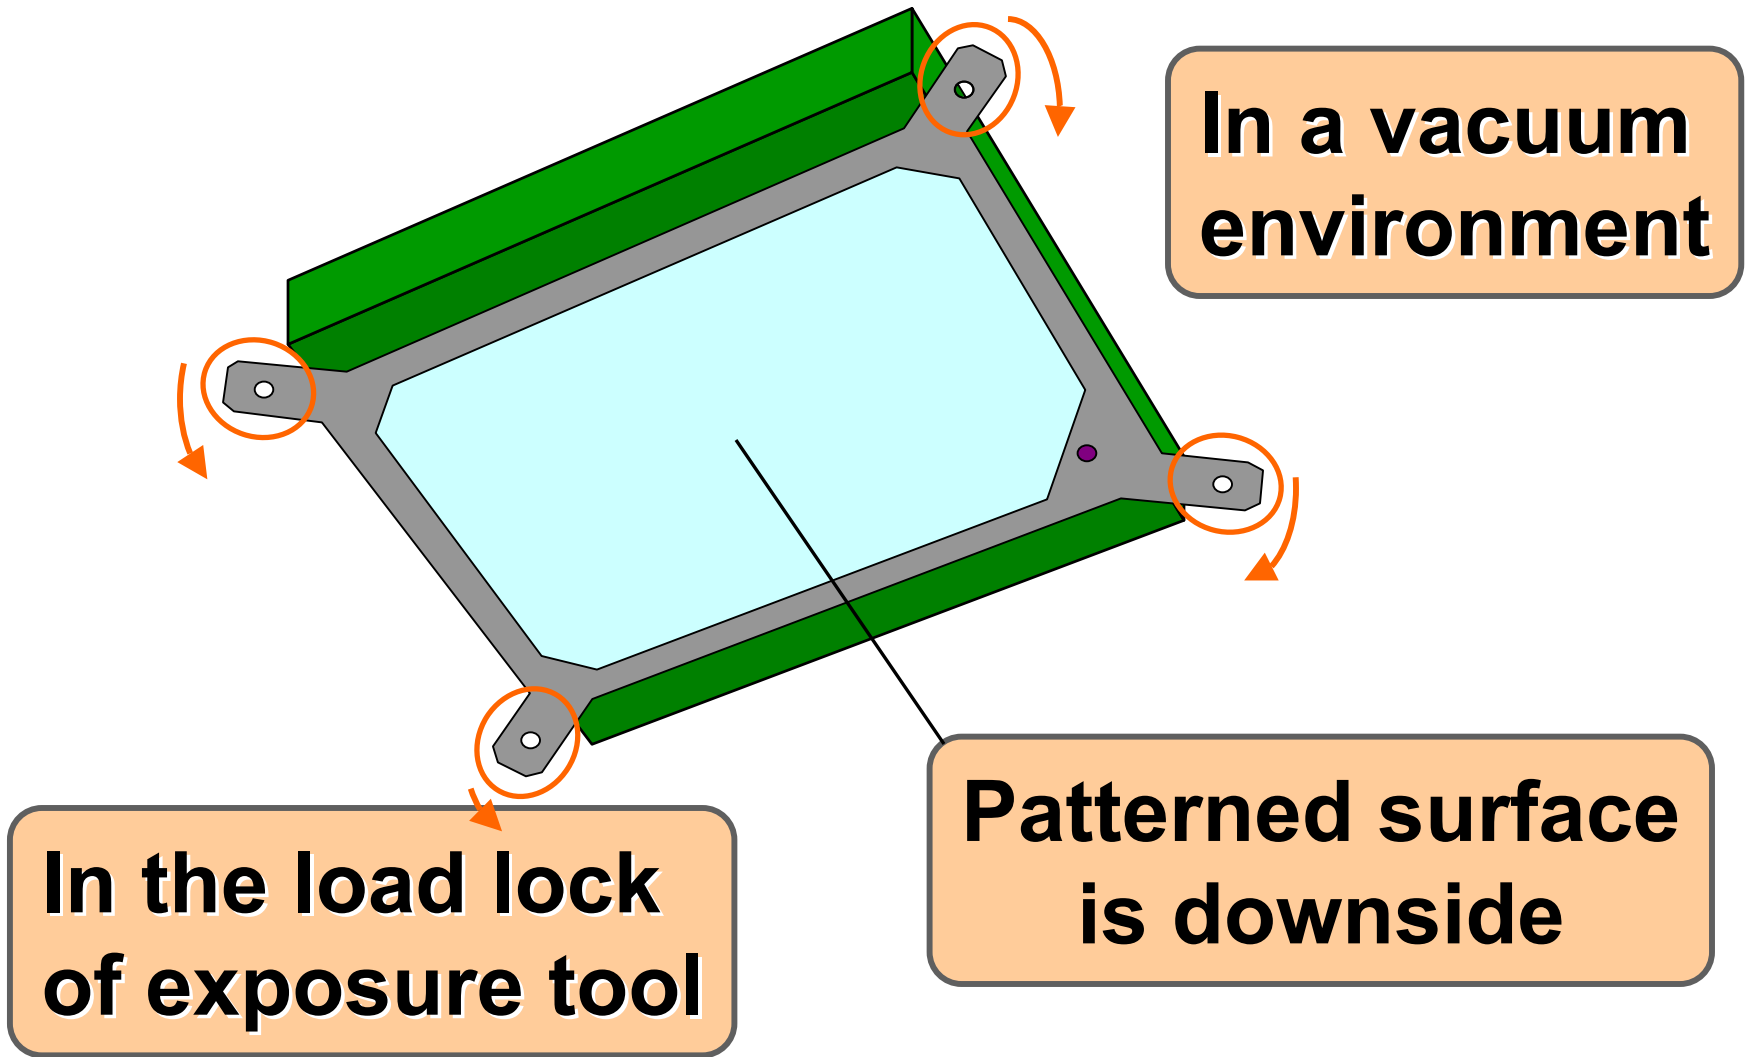 In a vacuum
environment
Patterned surface
is downside
In the load lock
of exposure tool